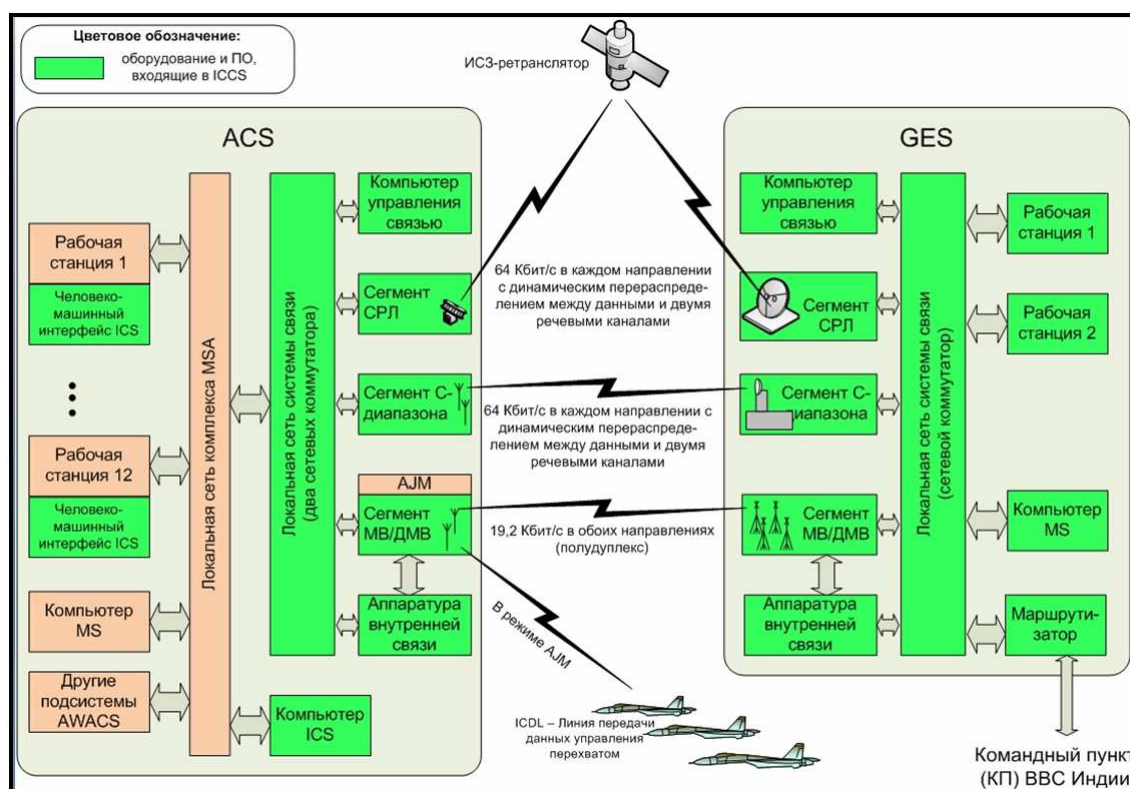 Цветовое обозначение:
оборудование и ПО,
входящие в ICCS
ИСЗ-ретранслятор
ACS
Рабочая
станция 1
Человеко-
машинный
интерфейс ICS
Рабочая
станция 12
Человеко-
машинный
интерфейс ICS
Компьютер
MS
Другие
подсистемы
AWACS
Локальная сеть комплекса MSA
Локальная сеть системы связи
(два сетевых коммутатора)
Компьютер
управления
связью
Сегмент
СРЛ
Сегмент С-
диапазона
AJM
Сегмент
МВ/ДМВ
Аппаратура
внутренней
связи
Компьютер
ICS
64 Кбит/с в каждом направлении
с динамическим перераспреде-
лением между данными и двумя
речевыми каналами
64 Кбит/с в каждом направлении с
динамическим перераспреде-
лением между данными и двумя
речевыми каналами
19,2 Кбит/с в обоих направлениях
(полудуплекс)
В режиме AJM
ICDL – Линия передачи
данных управления
перехватом
GES
Компьютер
управления
связью
Сегмент
СРЛ
Сегмент
С-диапазона
Сегмент
МВ/ДМВ
Аппаратура
внутренней
связи
Локальная сеть системы связи
(сетевой коммутатор)
Рабочая
станция 1
Рабочая
станция 2
Компьютер
MS
Маршрути-
затор
Командный пункт
(КП) ВВС Индии